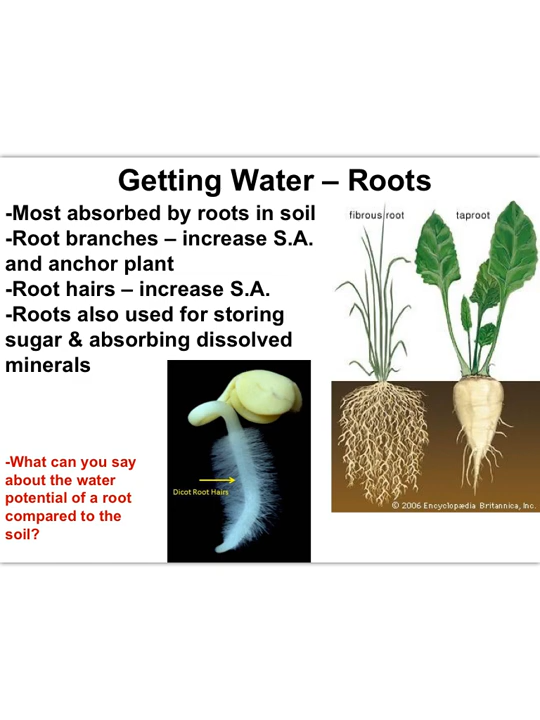 Getting Water – Roots
-Most absorbed by roots in soil
-Root branches – increase S.A.
and anchor plant
-Root hairs – increase S.A.
-Roots also used for storing
sugar & absorbing dissolved
minerals
-What can you say
about the water
potential of a root
compared to the
soil?
Dicot Root Hairs
fibrous root
taproot
© 2006 Encyclopædia Britannica, Inc.